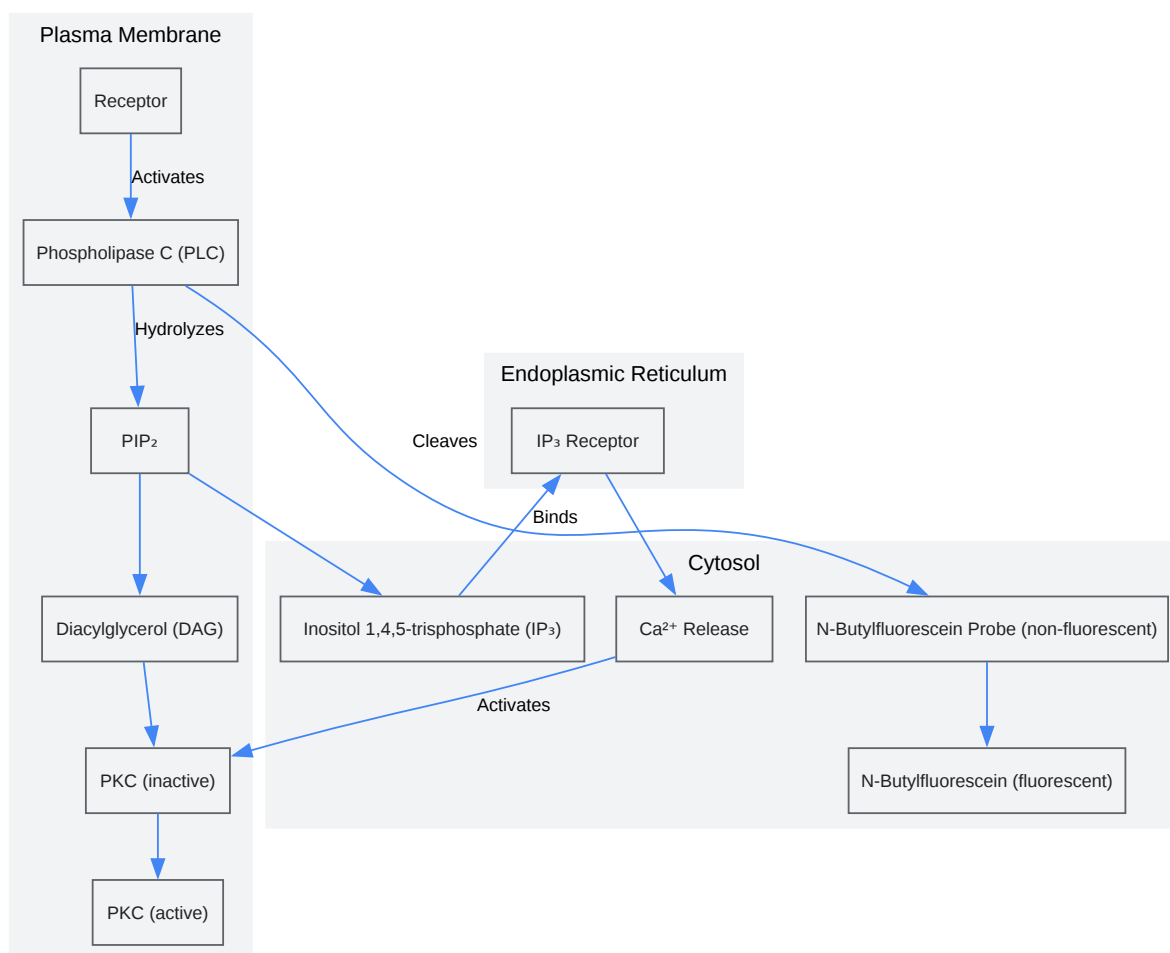 Plasma Membrane
Receptor
Activates
Phospholipase C (PLC)
Hydrolyzes
Endoplasmic Reticulum
PIP₂
Cleaves
IP₃ Receptor
Binds
Cytosol
Diacylglycerol (DAG)
Inositol 1,4,5-trisphosphate (IP₃)
Ca²⁺ Release
N-Butylfluorescein Probe (non-fluorescent)
Activates
PKC (inactive)
N-Butylfluorescein (fluorescent)
PKC (active)